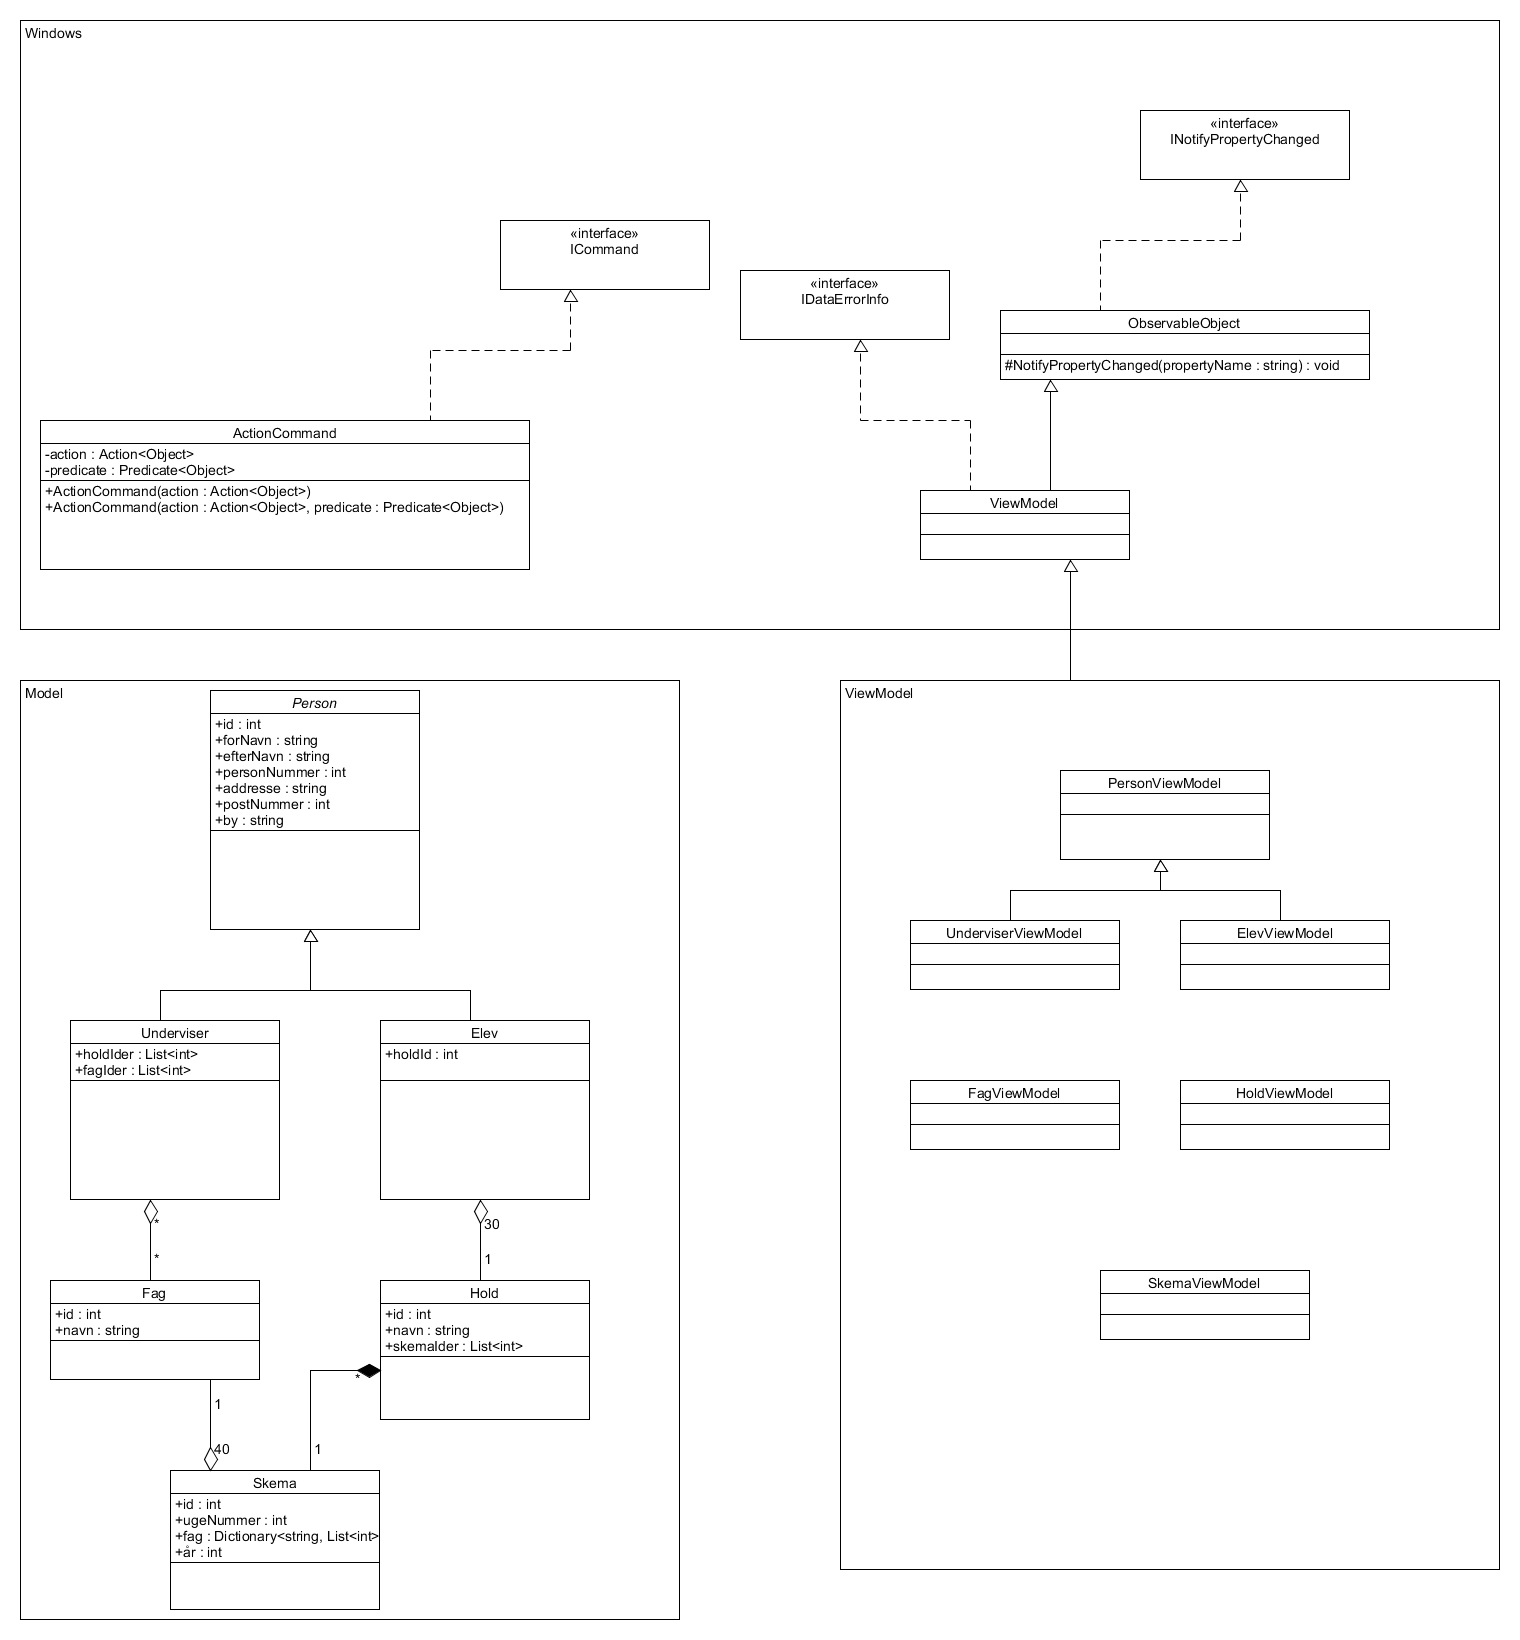 Windows
«interface»
INotifyPropertyChanged
«interface»
ICommand
«interface»
IDataErrorInfo
ObservableObject
#NotifyPropertyChanged(propertyName : string) : void
ActionCommand
-action : Action<Object>
-predicate : Predicate<Object>
+ActionCommand(action : Action<Object>)
+ActionCommand(action : Action<Object>, predicate : Predicate<Object>)
ViewModel
Model
Person
+id : int
+forNavn : string
+efterNavn : string
+personNummer : int
+addresse : string
+postNummer : int
+by : string
Underviser
+holdIder : List<int>
+fagIder : List<int>
Elev
+holdId : int
*
*
30
1
Fag
+id : int
+navn : string
Hold
+id : int
+navn : string
+skemaIder : List<int>
*
1
1
40
Skema
+id : int
+ugeNummer : int
+fag : Dictionary<string, List<int>
+år : int
ViewModel
PersonViewModel
UnderviserViewModel
ElevViewModel
FagViewModel
HoldViewModel
SkemaViewModel